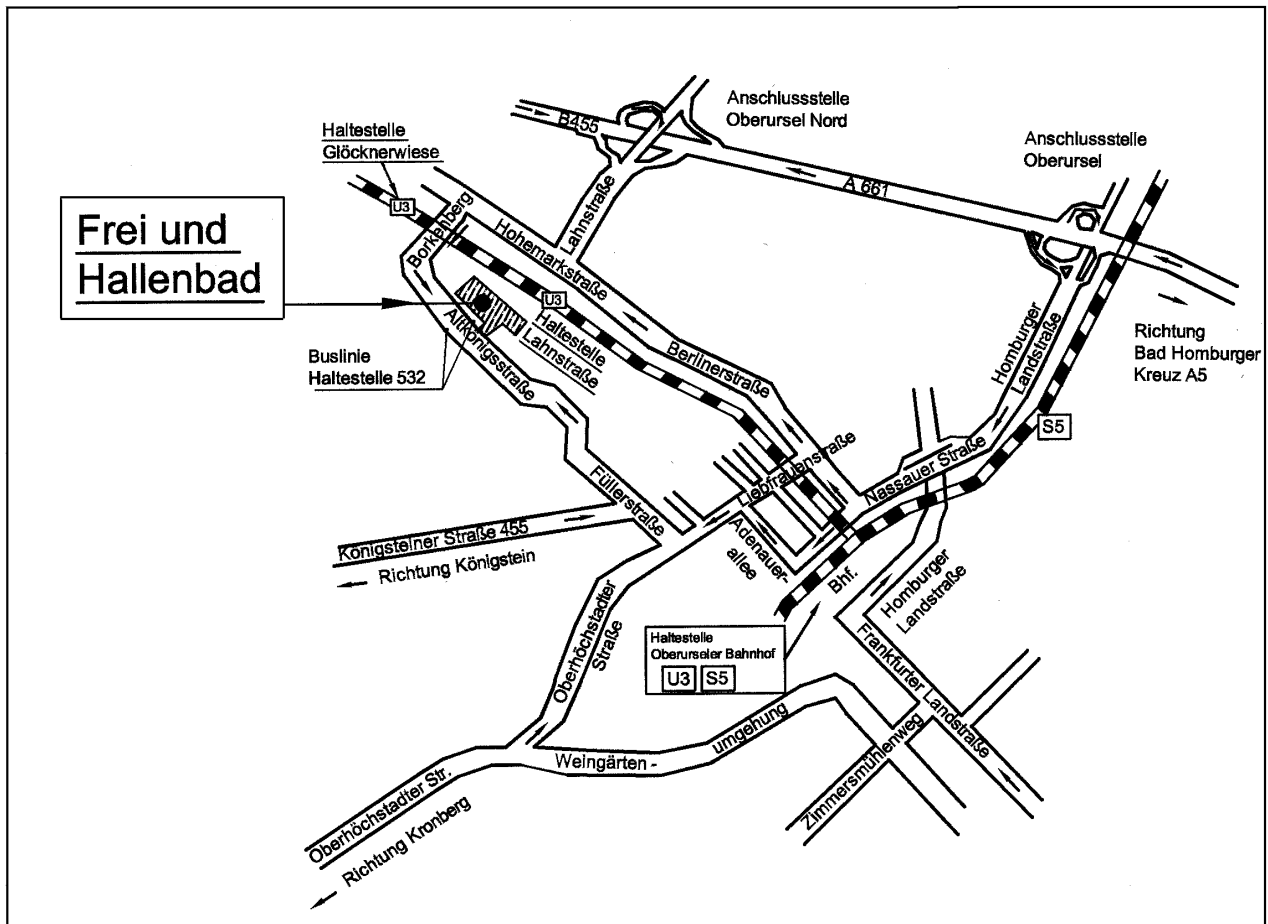 Anschlussstelle
Oberursel Nord
B455
Haltestelle
Glöcknerwiese
Anschlussstelle
Oberursel
A 661
U3
Lahnstraße
Borkenberg
Hohemarkstraße
Frei und
Hallenbad
U3
Haltestelle
Lahnstraße
Altkönigsstraße
Buslinie
Haltestelle 532
Berlinerstraße
Homburger
Landstraße
Richtung
Bad Homburger
Kreuz A5
S5
Liebfrauenstraße
Nassauer Straße
Füllerstraße
Adenauer-
allee
Königsteiner Straße 455
Richtung Königstein
Bhf.
Homburger
Landstraße
Oberhöchstadter
Straße
Haltestelle
Oberurseler Bahnhof
U3 S5
Frankfurter Landstraße
Weingärten -
umgehung
Zimmersmühlenweg
Oberhöchstadter Str.
Richtung Kronberg